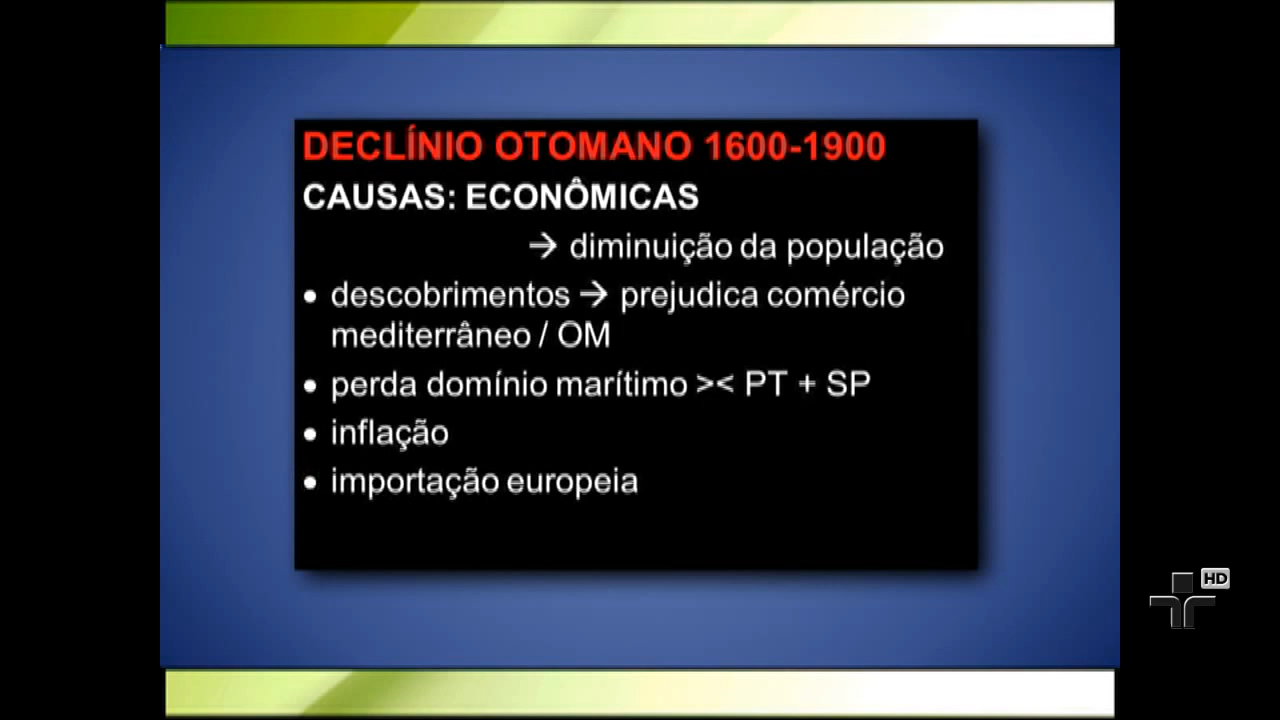 DECLÍNIO OTOMANO 1600-1900
CAUSAS: ECONÔMICAS
→ diminuição da população
• descobrimentos → prejudica comércio
mediterrâneo / OM
• perda domínio marítimo >< PT + SP
• inflação
• importação europeia
HD